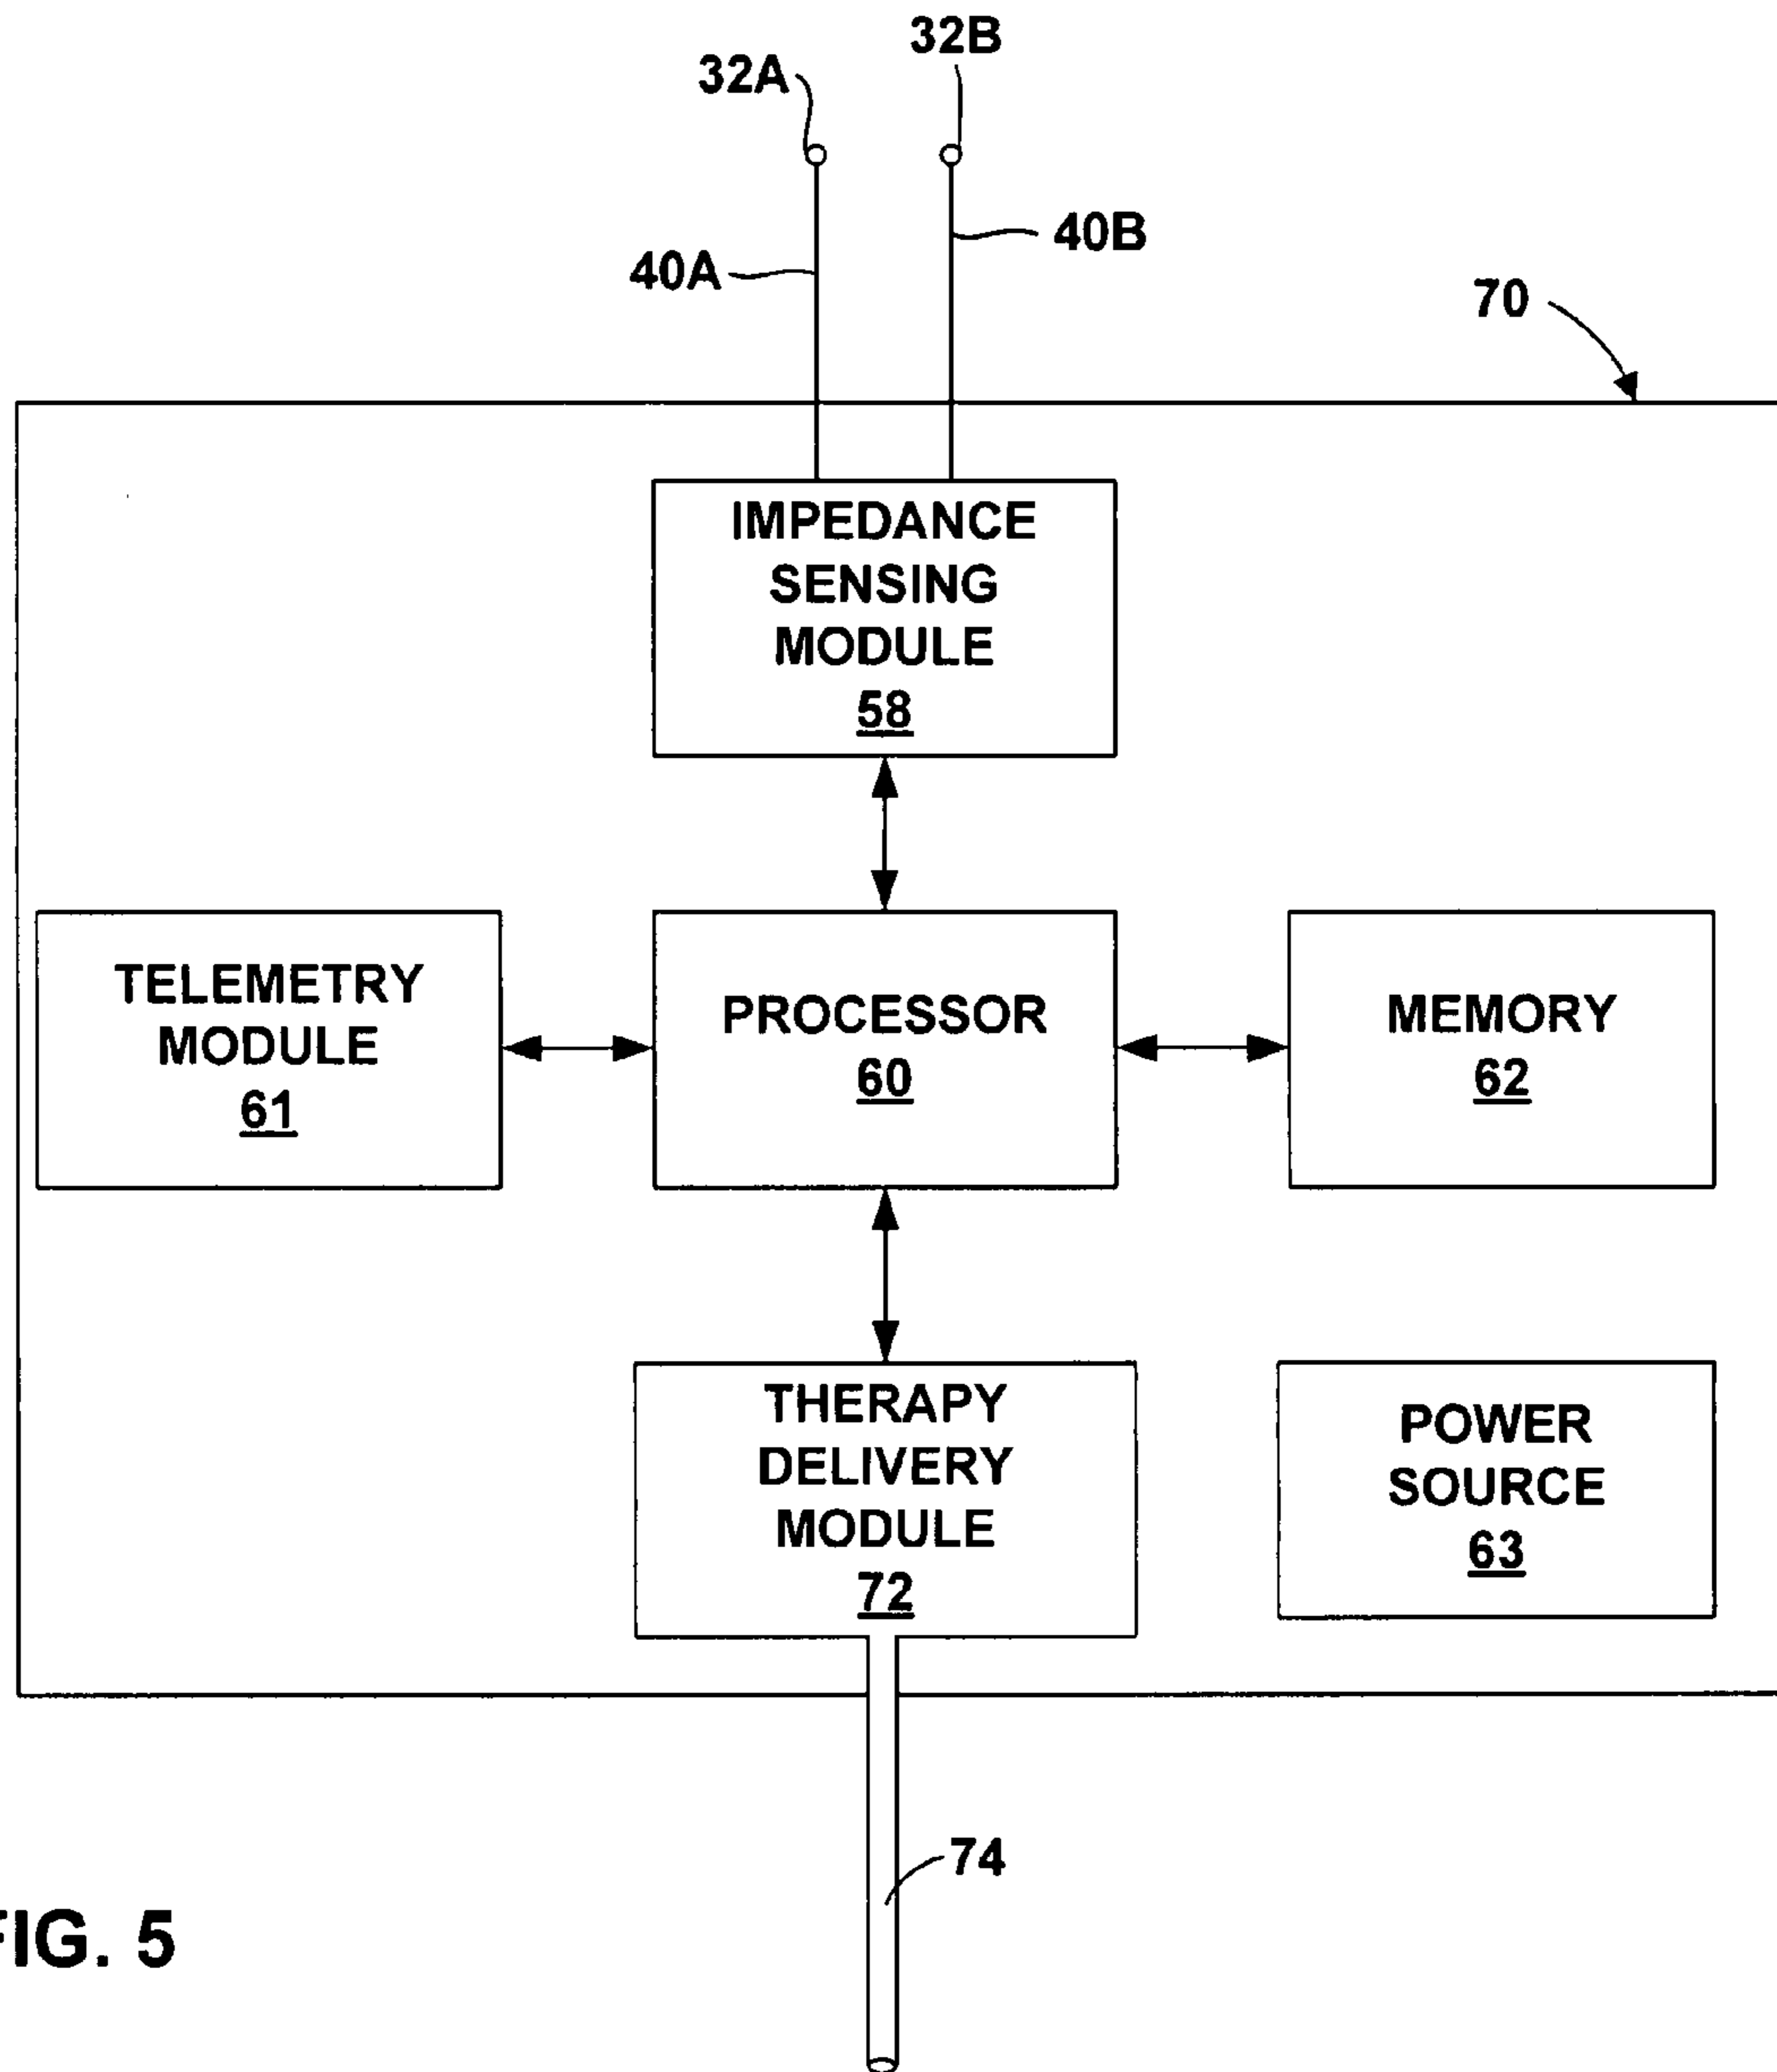 32A
32B
40A
40B
70
IMPEDANCE
SENSING
MODULE
58
TELEMETRY
MODULE
61
PROCESSOR
60
MEMORY
62
THERAPY
DELIVERY
MODULE
72
POWER
SOURCE
63
74
FIG. 5